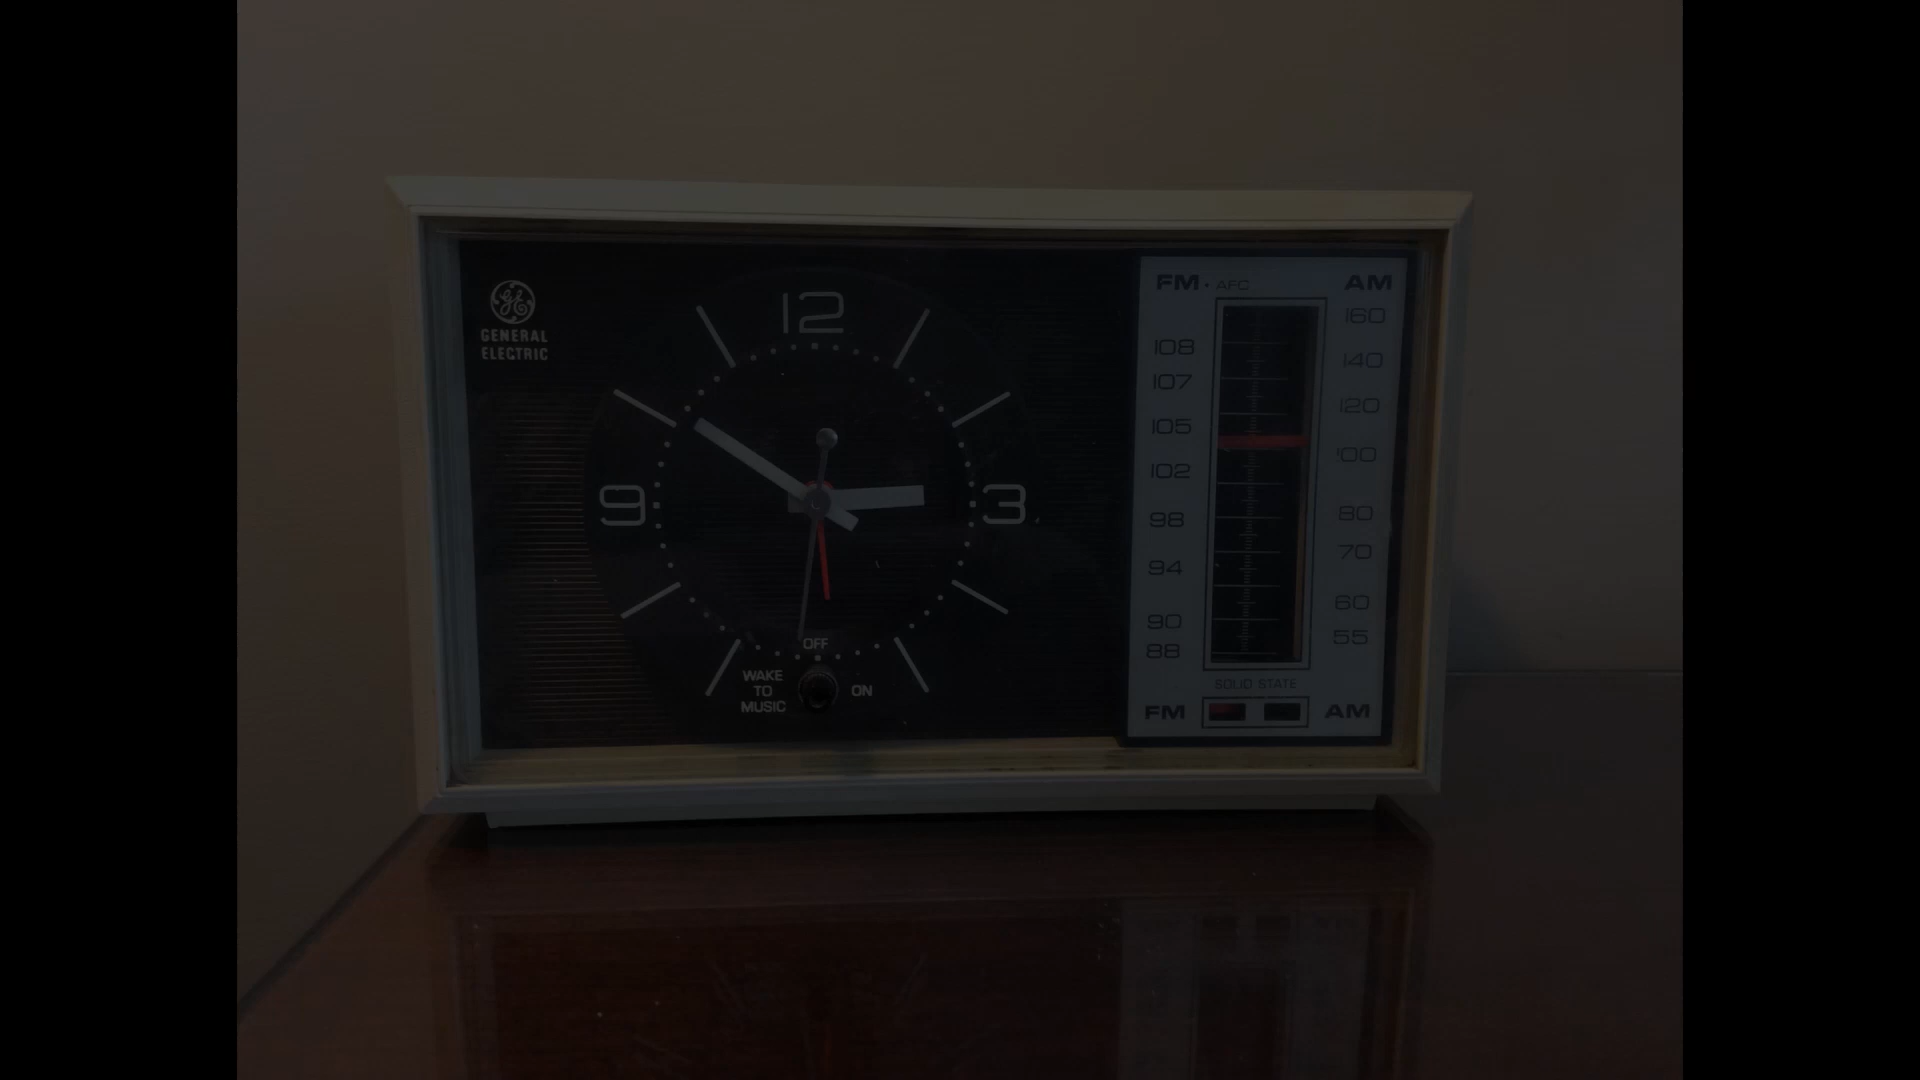 GENERAL
ELECTRIC
12
9
3
OFF
WAKE
TO
MUSIC
ON
FM • AFC
AM
108
107
105
102
98
94
90
88
160
140
120
100
80
70
60
55
SOLID STATE
FM
AM